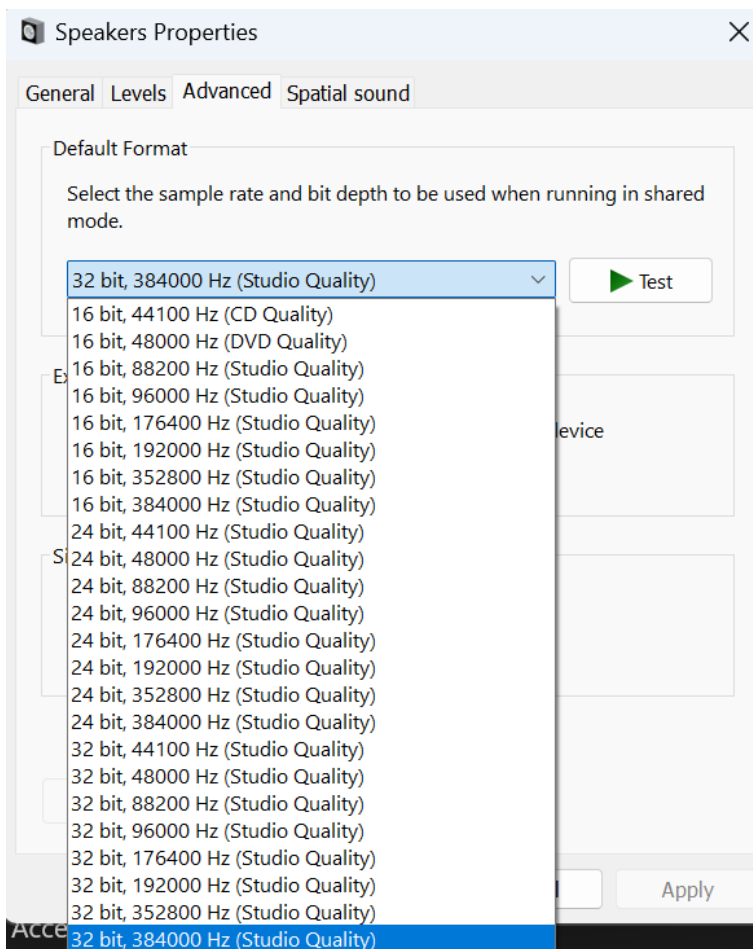 Speakers Properties
General Levels Advanced Spatial sound
Default Format
Select the sample rate and bit depth to be used when running in shared
mode.
32 bit, 384000 Hz (Studio Quality)
Test
16 bit, 44100 Hz (CD Quality)
16 bit, 48000 Hz (DVD Quality)
16 bit, 88200 Hz (Studio Quality)
16 bit, 96000 Hz (Studio Quality)
16 bit, 176400 Hz (Studio Quality)
16 bit, 192000 Hz (Studio Quality)
16 bit, 352800 Hz (Studio Quality)
16 bit, 384000 Hz (Studio Quality)
24 bit, 44100 Hz (Studio Quality)
24 bit, 48000 Hz (Studio Quality)
24 bit, 88200 Hz (Studio Quality)
24 bit, 96000 Hz (Studio Quality)
24 bit, 176400 Hz (Studio Quality)
24 bit, 192000 Hz (Studio Quality)
24 bit, 352800 Hz (Studio Quality)
24 bit, 384000 Hz (Studio Quality)
32 bit, 44100 Hz (Studio Quality)
32 bit, 48000 Hz (Studio Quality)
32 bit, 88200 Hz (Studio Quality)
32 bit, 96000 Hz (Studio Quality)
32 bit, 176400 Hz (Studio Quality)
32 bit, 192000 Hz (Studio Quality)
32 bit, 352800 Hz (Studio Quality)
32 bit, 384000 Hz (Studio Quality)
Apply